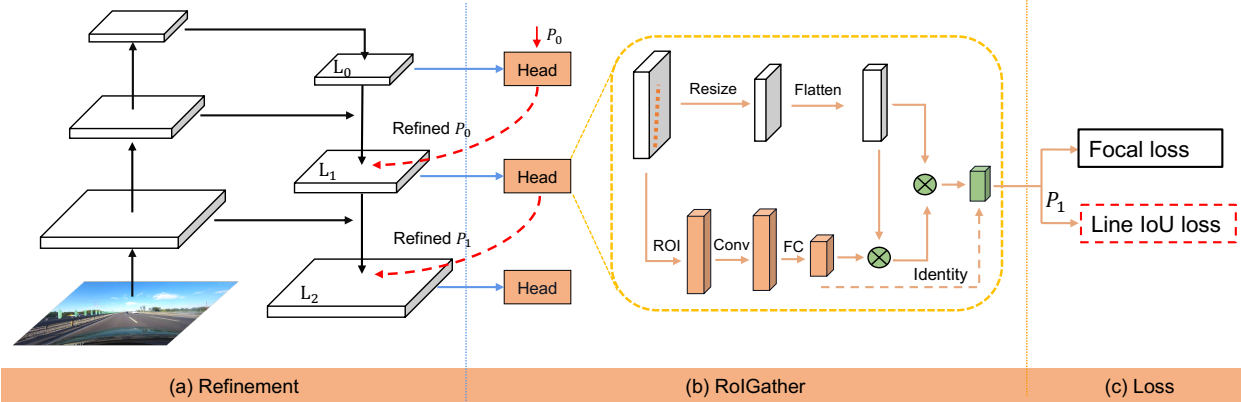 P₀
L₀
Head
Refined P₀
L₁
Head
Refined P₁
L₂
Head
Resize
Flatten
ROI
Conv
FC
Identity
P₁
Focal loss
Line IoU loss
(a) Refinement
(b) RoIGather
(c) Loss